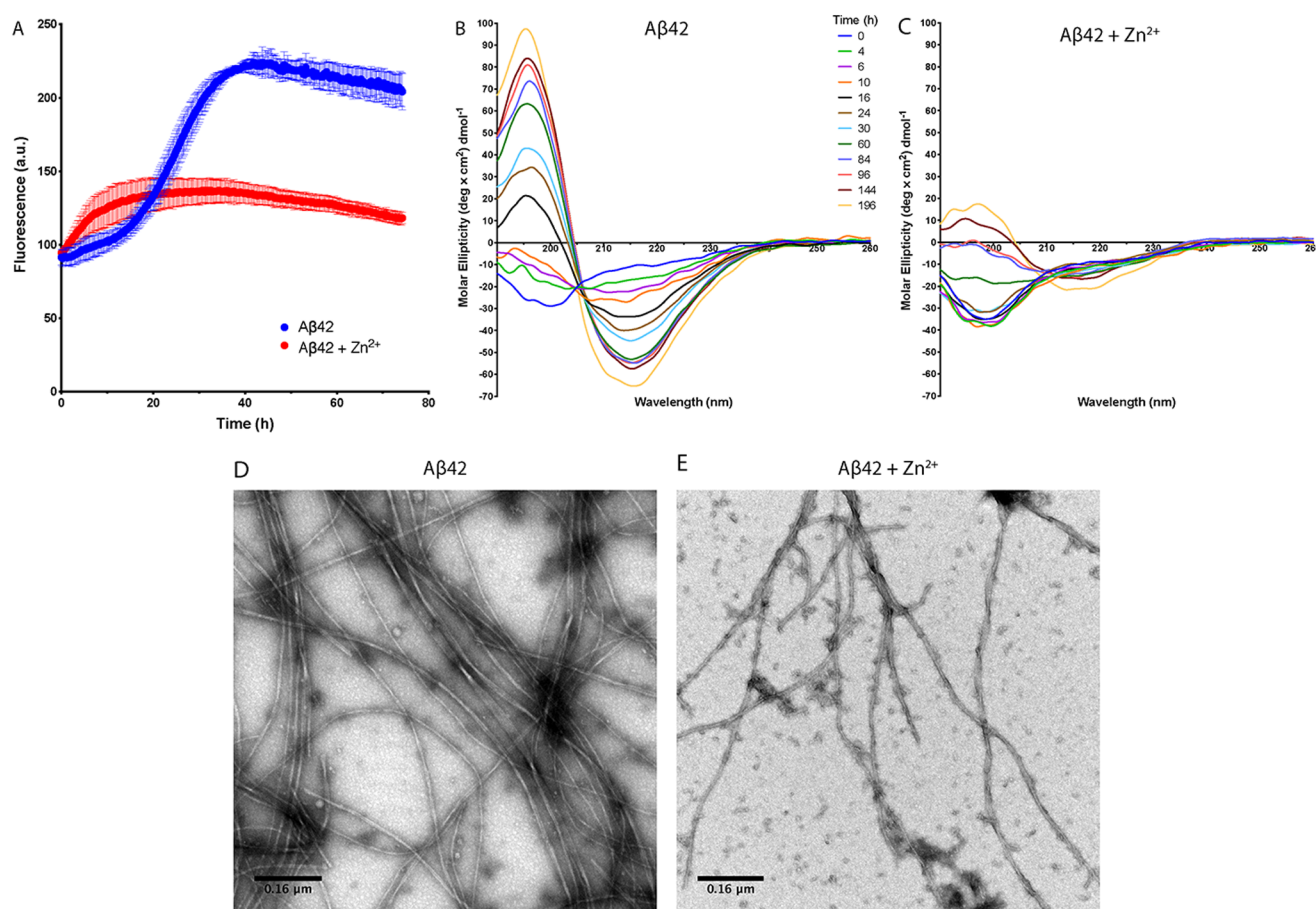 A
250
200
150
100
50
0
Fluorescence (a.u.)
0 20 40 60 80
Time (h)
Aβ42
Aβ42 + Zn²⁺
B
Aβ42
100
90
80
70
60
50
40
30
20
10
0
-10
-20
-30
-40
-50
-60
-70
Molar Ellipticity (deg x cm²) dmol⁻¹
200 210 220 230 240 250 260
Wavelength (nm)
Time (h)
0
4
6
10
16
24
30
60
84
96
144
196
C
Aβ42 + Zn²⁺
100
90
80
70
60
50
40
30
20
10
0
-10
-20
-30
-40
-50
-60
-70
Molar Ellipticity (deg x cm²) dmol⁻¹
200 210 220 230 240 250 26
Wavelength (nm)
D
Aβ42
0.16 µm
E
Aβ42 + Zn²⁺
0.16 µm